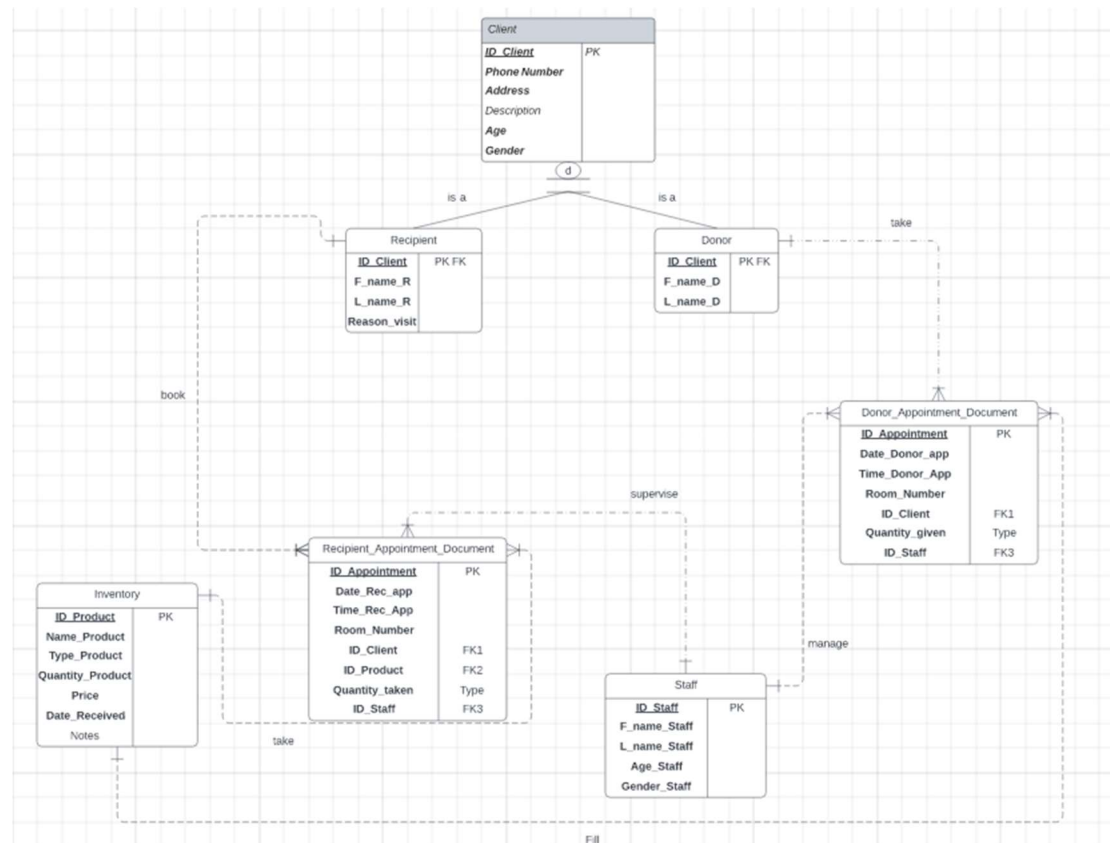 Client
ID_Client PK
Phone Number
Address
Description
Age
Gender
d
is a
is a
Recipient
ID_Client PK FK
F_name_R
L_name_R
Reason_visit
Donor
ID_Client PK FK
F_name_D
L_name_D
take
book
Donor_Appointment_Document
ID_Appointment PK
Date_Donor_app
Time_Donor_App
Room_Number
ID_Client FK1
Quantity_given Type
ID_Staff FK3
supervise
Recipient_Appointment_Document
ID_Appointment PK
Date_Rec_app
Time_Rec_App
Room_Number
ID_Client FK1
ID_Product FK2
Quantity_taken Type
ID_Staff FK3
Inventory
ID_Product PK
Name_Product
Type_Product
Quantity_Product
Price
Date_Received
Notes
manage
Staff
ID_Staff PK
F_name_Staff
L_name_Staff
Age_Staff
Gender_Staff
take
Fill